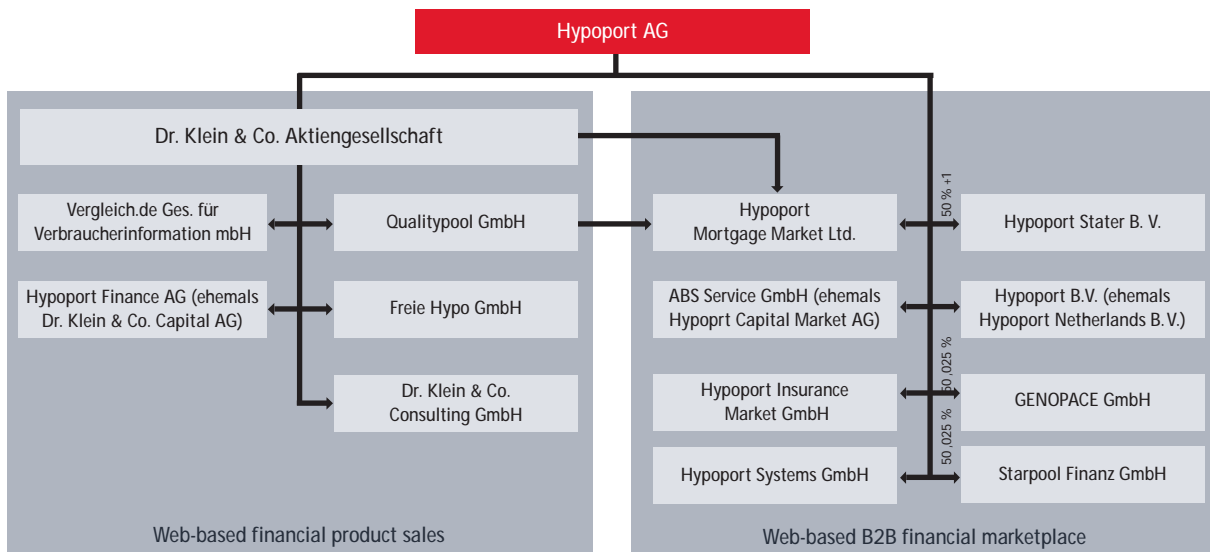 Hypoport AG
Dr. Klein & Co. Aktiengesellschaft
Vergleich.de Ges. für
Verbraucherinformation mbH
Qualitypool GmbH
Hypoport Finance AG (ehemals
Dr. Klein & Co. Capital AG)
Freie Hypo GmbH
Dr. Klein & Co.
Consulting GmbH
Web-based financial product sales
Hypoport
Mortgage Market Ltd.
50 % +1
Hypoport Stater B. V.
ABS Service GmbH (ehemals
Hypoprt Capital Market AG)
Hypoport B.V. (ehemals
Hypoport Netherlands B.V.)
Hypoport Insurance
Market GmbH
50,025 %
GENOPACE GmbH
Hypoport Systems GmbH
50,025 %
Starpool Finanz GmbH
Web-based B2B financial marketplace